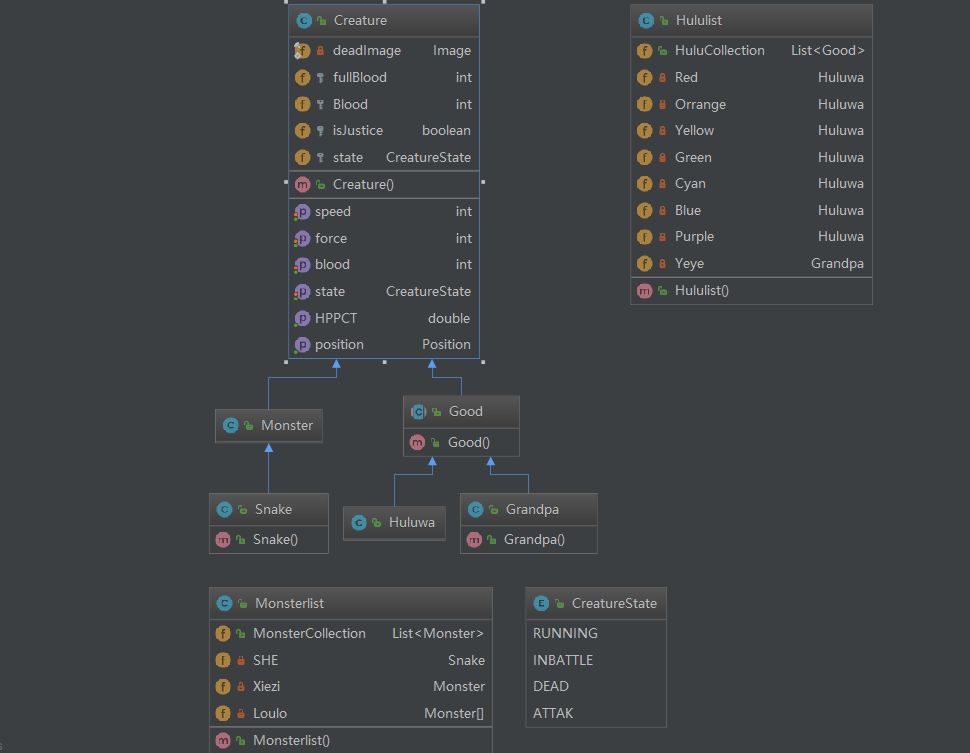 Creature
deadImage Image
fullBlood int
Blood int
isJustice boolean
state CreatureState
Creature()
speed int
force int
blood int
state CreatureState
HPPCT double
position Position
Hululist
HuluCollection List<Good>
Red Huluwa
Orrange Huluwa
Yellow Huluwa
Green Huluwa
Cyan Huluwa
Blue Huluwa
Purple Huluwa
Yeye Grandpa
Hululist()
Monster
Good
Good()
Snake
Snake()
Huluwa
Grandpa
Grandpa()
Monsterlist
MonsterCollection List<Monster>
SHE Snake
Xiezi Monster
Loulo Monster[]
Monsterlist()
CreatureState
RUNNING
INBATTLE
DEAD
ATTAK